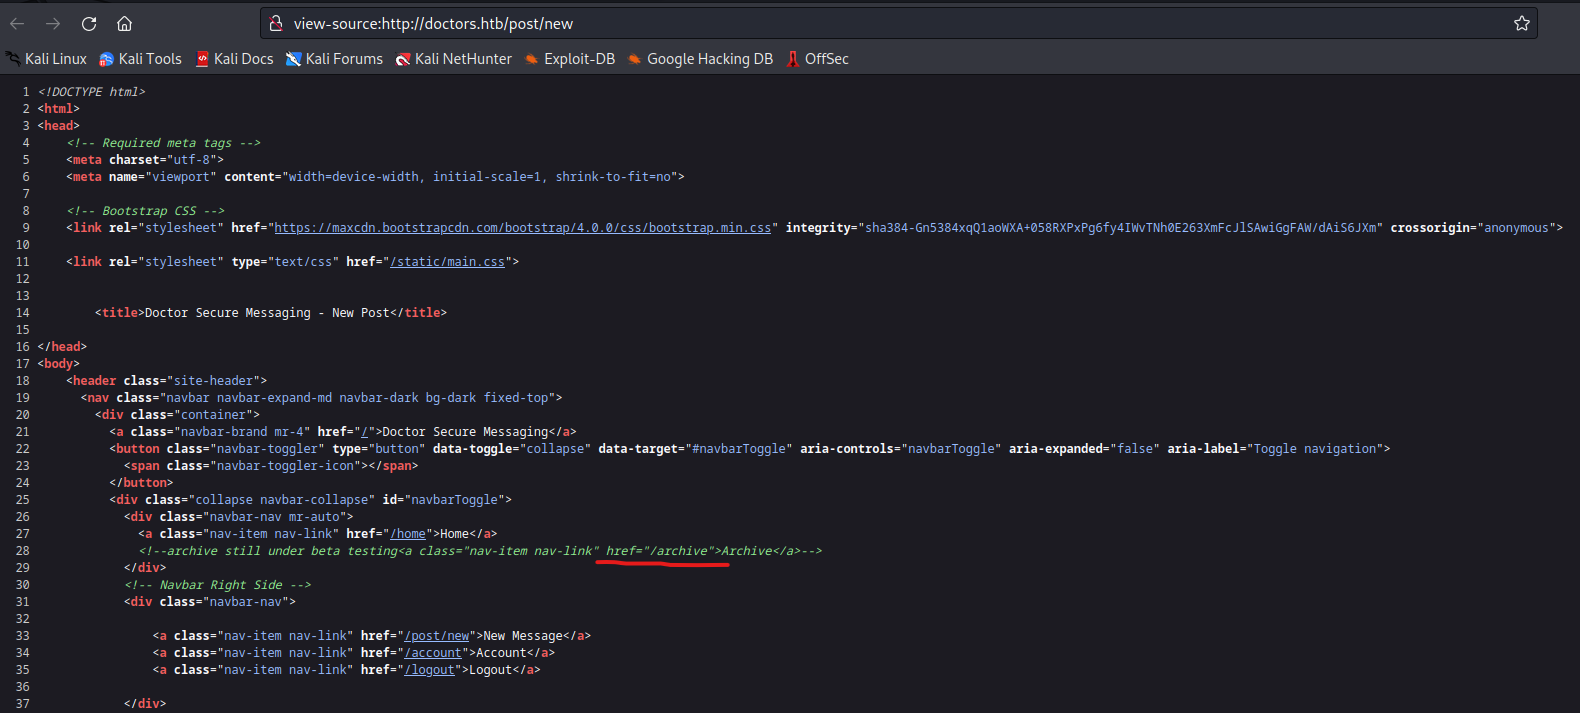 view-source:http://doctors.htb/post/new
Kali Linux Kali Tools Kali Docs Kali Forums Kali NetHunter Exploit-DB Google Hacking DB OffSec
1 <!DOCTYPE html>
2 <html>
3 <head>
4 <!-- Required meta tags -->
5 <meta charset="utf-8">
6 <meta name="viewport" content="width=device-width, initial-scale=1, shrink-to-fit=no">
7
8 <!-- Bootstrap CSS -->
9 <link rel="stylesheet" href="https://maxcdn.bootstrapcdn.com/bootstrap/4.0.0/css/bootstrap.min.css" integrity="sha384-Gn5384xqQ1aoWXA+058RXPxPg6fy4IWvTNh0E263XmFcJlSAwiGgFAW/dAiS6JXm" crossorigin="anonymous">
10
11 <link rel="stylesheet" type="text/css" href="/static/main.css">
12
13
14 <title>Doctor Secure Messaging - New Post</title>
15
16 </head>
17 <body>
18 <header class="site-header">
19 <nav class="navbar navbar-expand-md navbar-dark bg-dark fixed-top">
20 <div class="container">
21 <a class="navbar-brand mr-4" href="/">Doctor Secure Messaging</a>
22 <button class="navbar-toggler" type="button" data-toggle="collapse" data-target="#navbarToggle" aria-controls="navbarToggle" aria-expanded="false" aria-label="Toggle navigation">
23 <span class="navbar-toggler-icon"></span>
24 </button>
25 <div class="collapse navbar-collapse" id="navbarToggle">
26 <div class="navbar-nav mr-auto">
27 <a class="nav-item nav-link" href="/home">Home</a>
28 <!--archive still under beta testing<a class="nav-item nav-link" href="/archive">Archive</a>-->
29 </div>
30 <!-- Navbar Right Side -->
31 <div class="navbar-nav">
32
33 <a class="nav-item nav-link" href="/post/new">New Message</a>
34 <a class="nav-item nav-link" href="/account">Account</a>
35 <a class="nav-item nav-link" href="/logout">Logout</a>
36
37 </div>